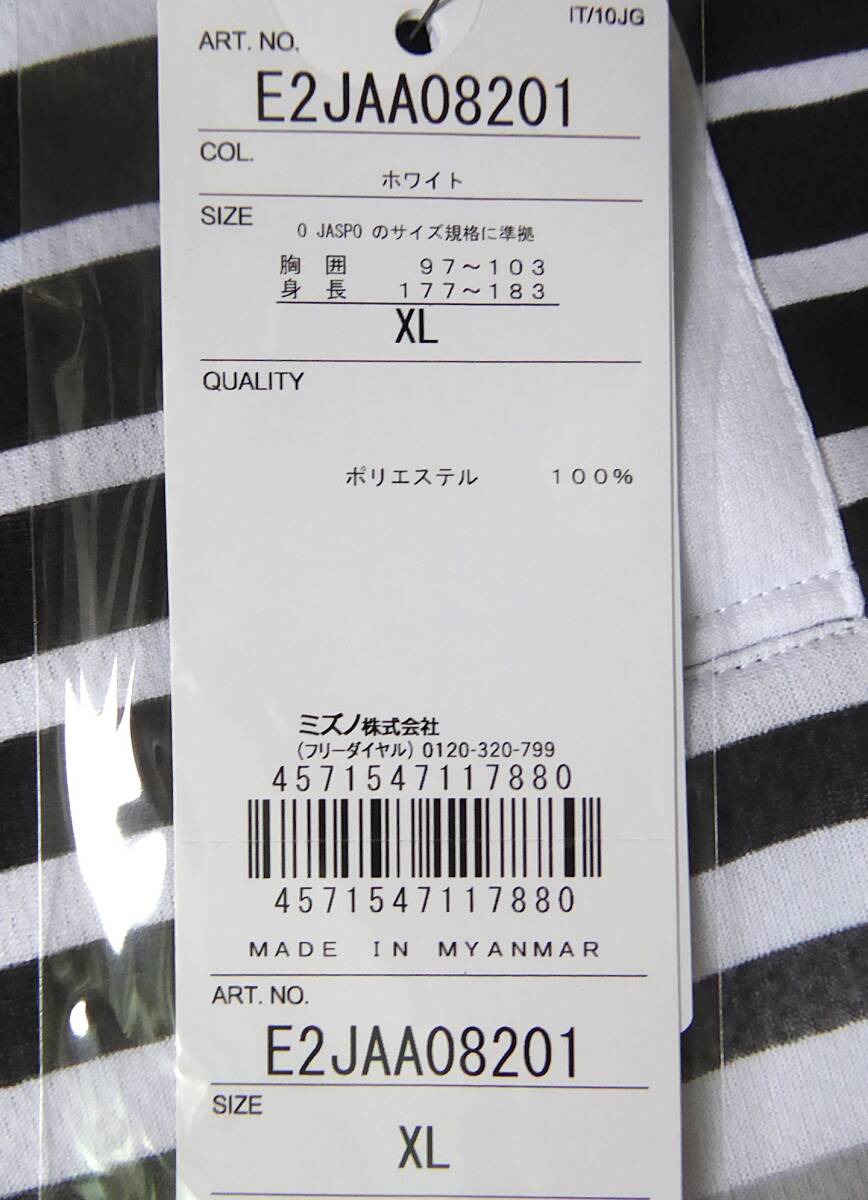 IT/10JG
ART. NO.
E2JAA08201
COL.
ホワイト
SIZE
O JASPO のサイズ規格に準拠
胸 囲 97～103
身 長 177～183
XL
QUALITY
ポリエステル 100%
ミズノ株式会社
(フリーダイヤル) 0120-320-799
4571547117880
4571547117880
MADE IN MYANMAR
ART. NO.
E2JAA08201
SIZE
XL